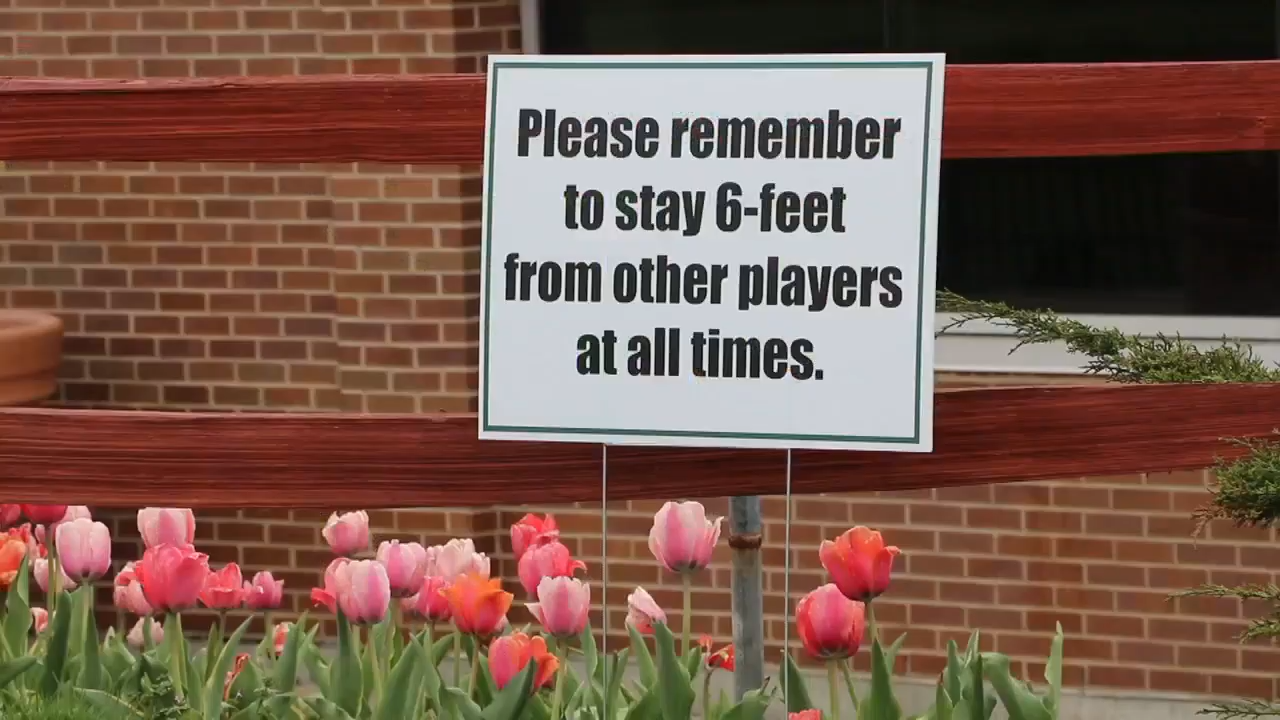 Please remember
to stay 6-feet
from other players
at all times.